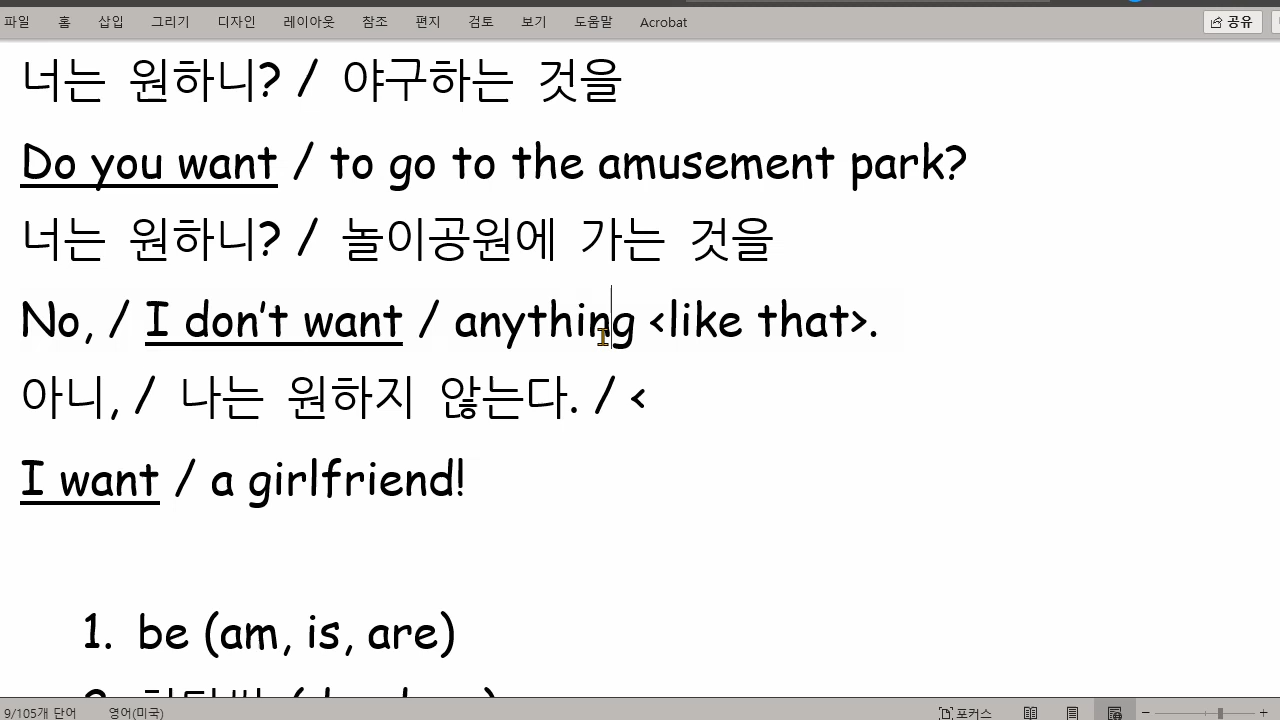 파일 홈 삽입 그리기 디자인 레이아웃 참조 편지 검토 보기 도움말 Acrobat 공유
너는 원하니? / 야구하는 것을
Do you want / to go to the amusement park?
너는 원하니? / 놀이공원에 가는 것을
No, / I don't want / anything <like that>.
아니, / 나는 원하지 않는다. / <
I want / a girlfriend!
1. be (am, is, are)
9/105개 단어 영어(미국) 포커스